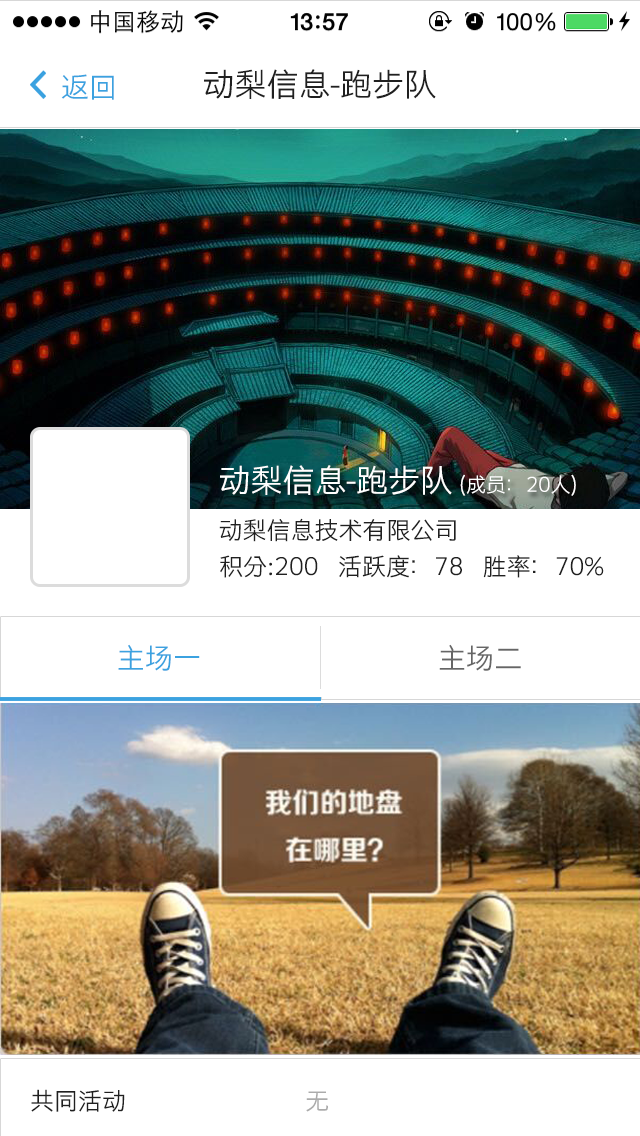 中国移动 13:57 100%
返回 动梨信息-跑步队
动梨信息-跑步队 (成员：20人)
动梨信息技术有限公司
积分:200 活跃度： 78 胜率： 70%
主场一 主场二
我们的地盘
在哪里?
共同活动 无